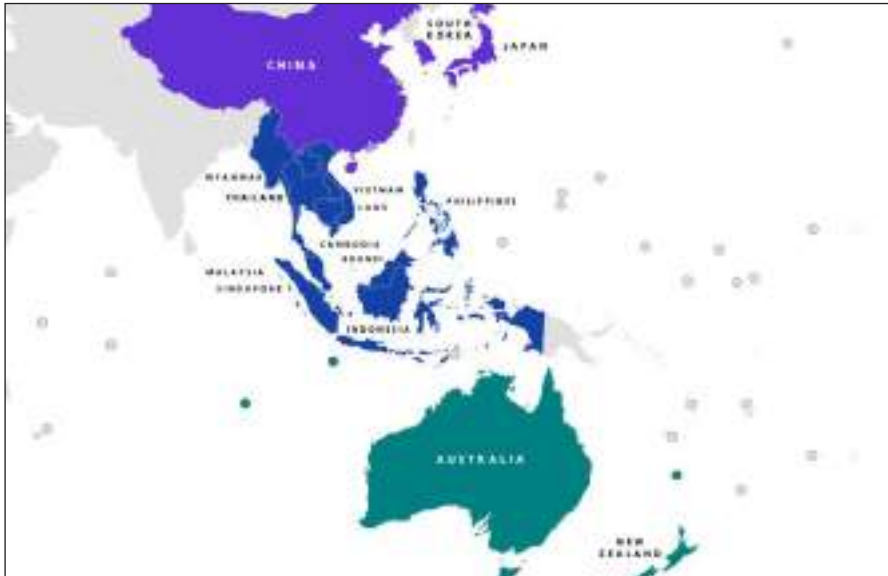 SOUTH
KOREA
JAPAN
CHINA
MYANMAR
THAILAND
VIETNAM
LAOS
PHILIPPINES
CAMBODIA
BRUNEI
MALAYSIA
SINGAPORE
INDONESIA
AUSTRALIA
NEW
ZEALAND